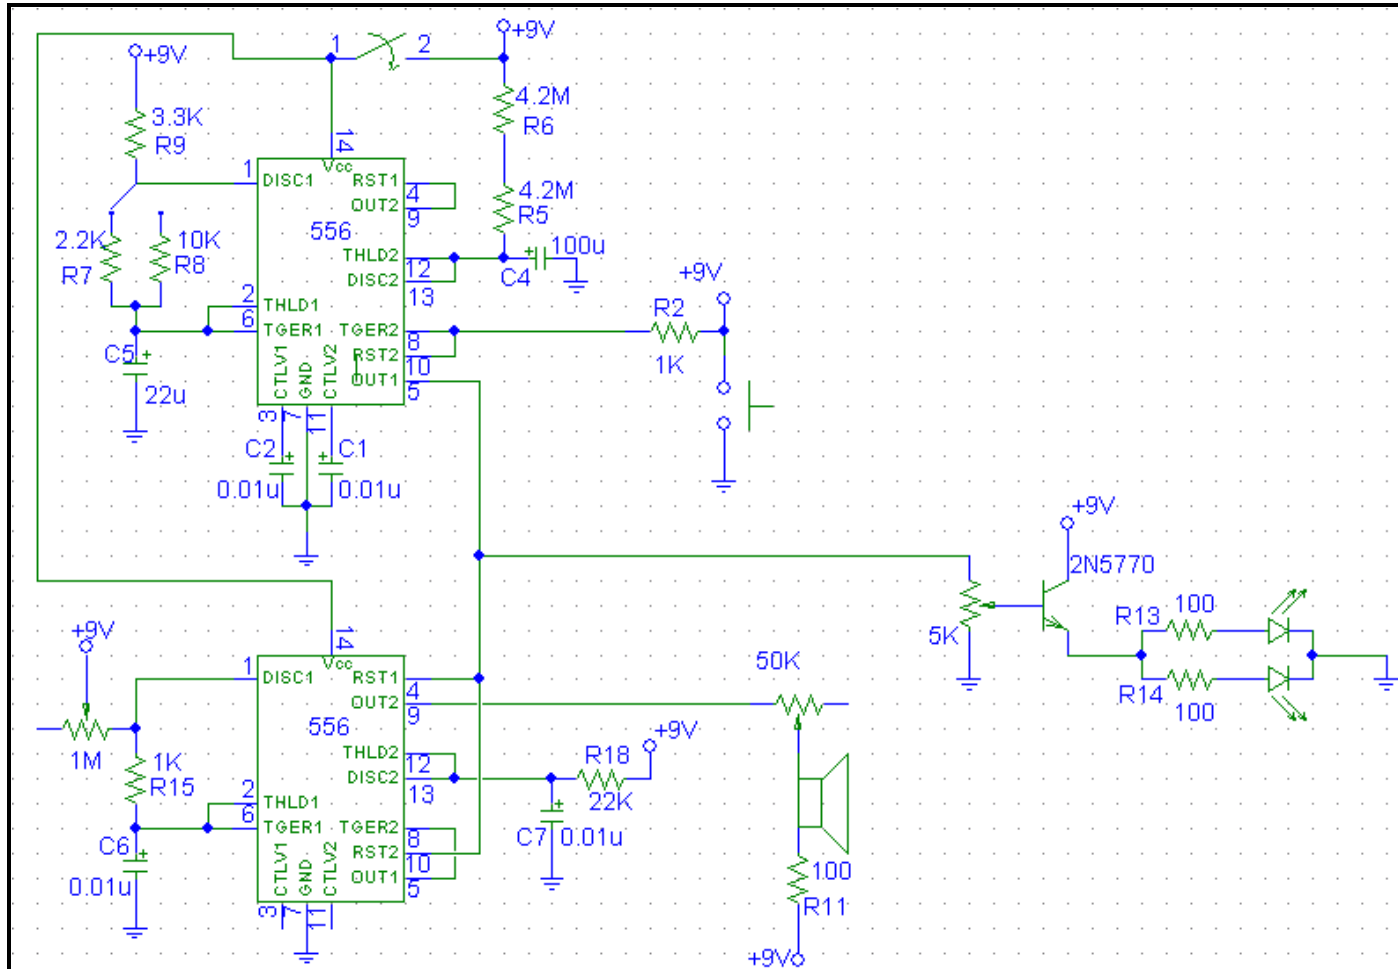 1 2 +9V
+9V
4.2M
R6
3.3K
R9
14
Vcc
1 DISC1 RST1 4
OUT2 9
4.2M
R5
556
2.2K 10K
R7 R8
THLD2 12
DISC2 13
+ 100u
C4
+9V
2 THLD1
6 TGER1 TGER2 8
RST2 10
OUT1 5
R2
1K
C5 +
22u
CTLV1 GND CTLV2
3 7 11
C2 + + C1
0.01u 0.01u
+9V
2N5770
5K
R13 100
R14 100
+9V
14
Vcc
1 DISC1 RST1 4
OUT2 9
50K
556
1M
1K
R15
THLD2 12
DISC2 13
R18
22K
+9V
2 THLD1
6 TGER1 TGER2 8
RST2 10
OUT1 5
C7 + 0.01u
C6 +
0.01u
CTLV1 GND CTLV2
3 7 11
100
R11
+9V